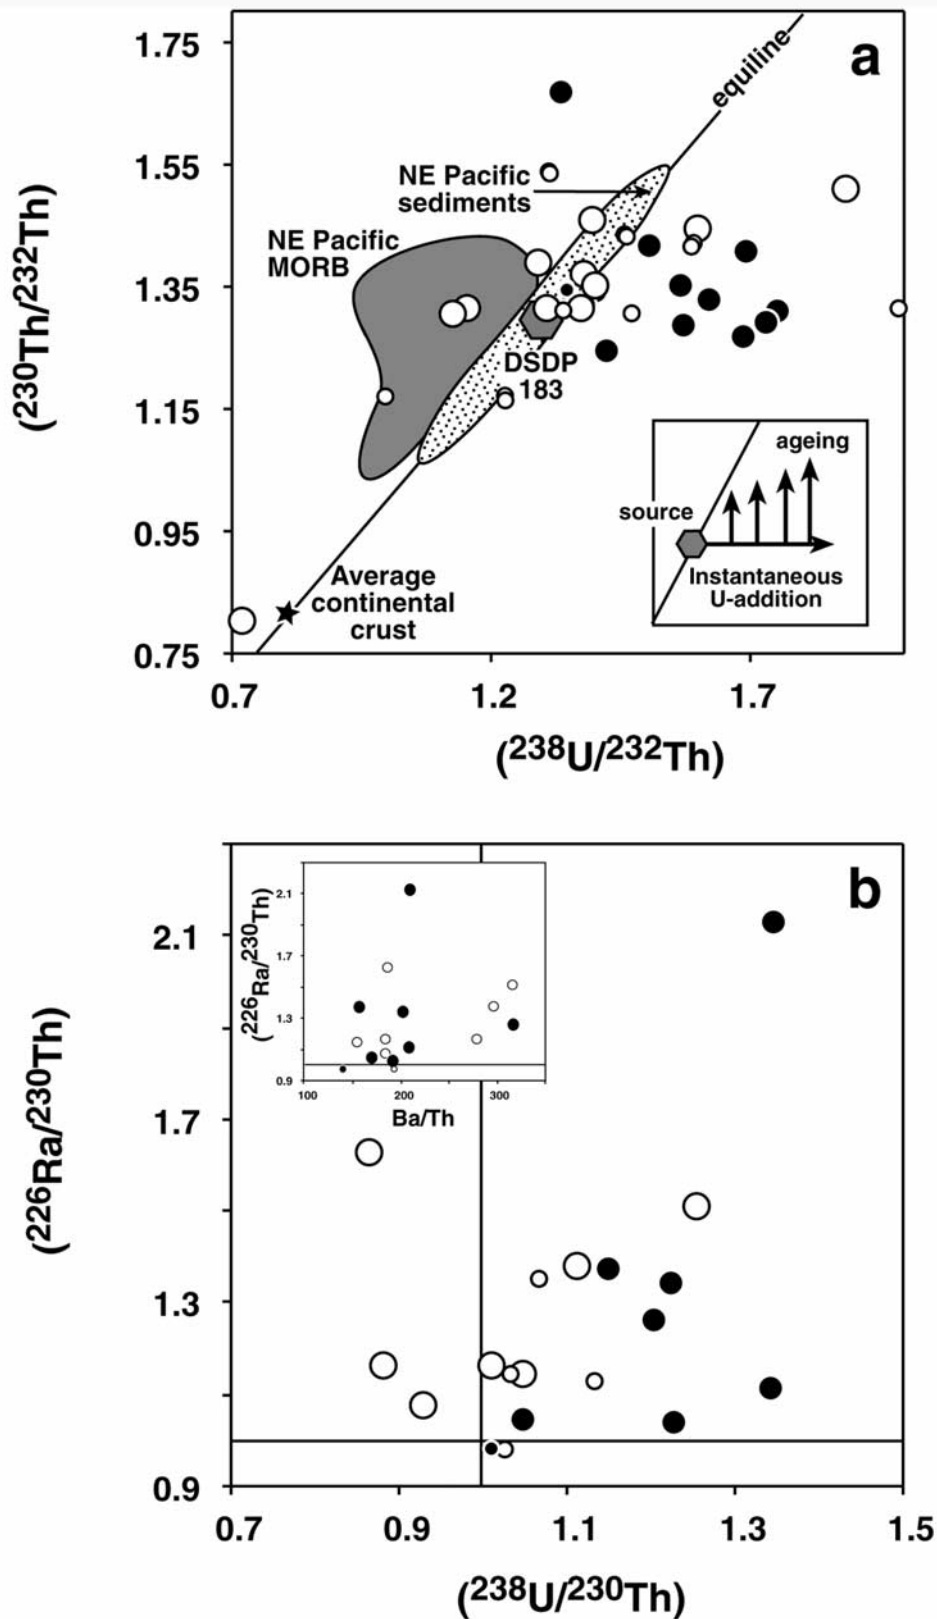 a
1.75
1.55
1.35
1.15
0.95
0.75
(230Th/232Th)
equiline
NE Pacific
sediments
NE Pacific
MORB
DSDP
183
ageing
source
Instantaneous
U-addition
Average
continental
crust
0.7 1.2 1.7
(238U/232Th)
b
2.1
1.7
1.3
0.9
(226Ra/230Th)
2.1
1.7
1.3
0.9
(226Ra/230Th)
100 200 300
Ba/Th
0.7 0.9 1.1 1.3 1.5
(238U/230Th)